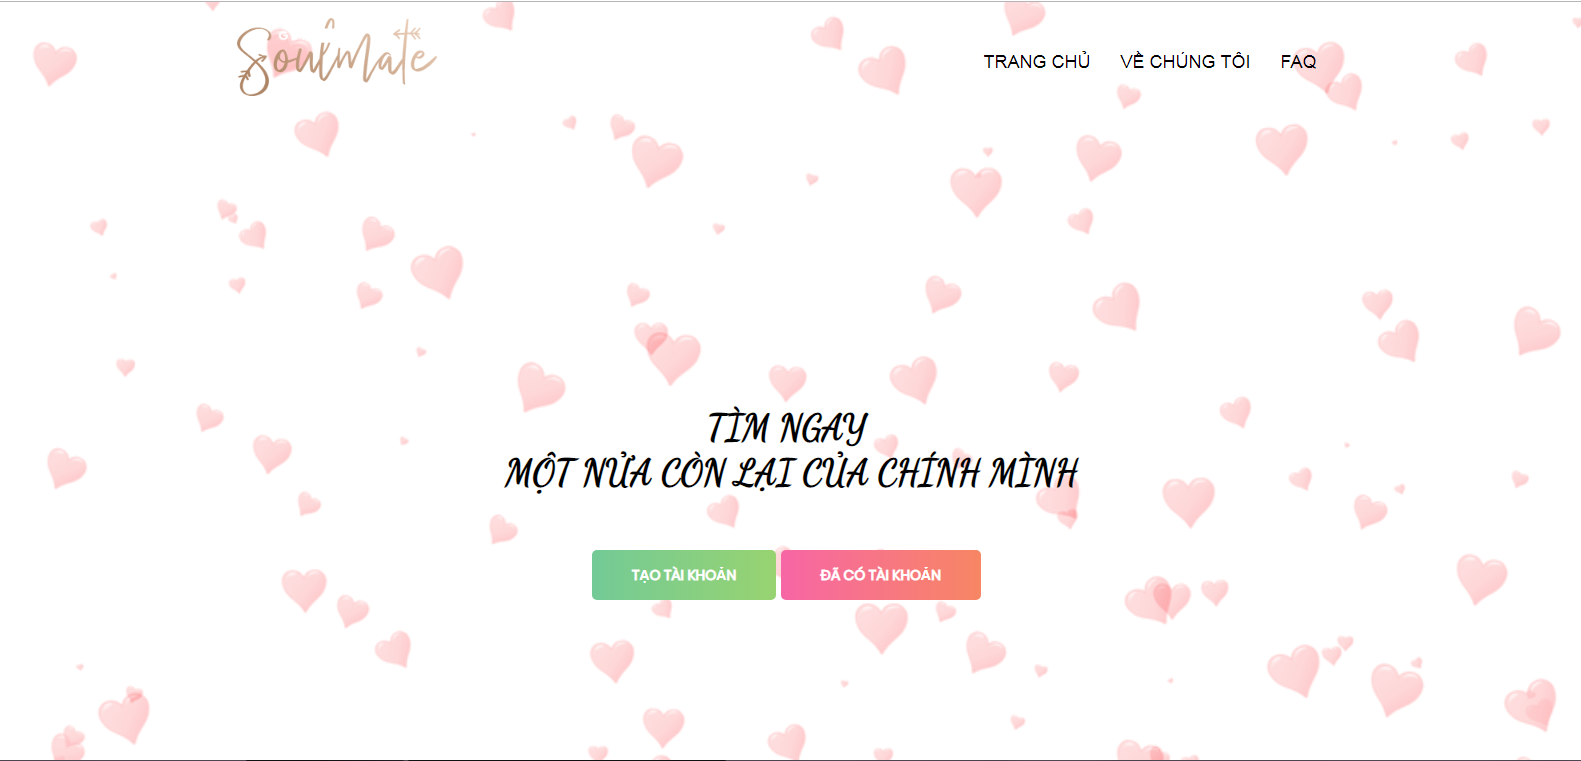 Soulmate
TRANG CHỦ VỀ CHÚNG TÔI FAQ
TÌM NGAY
MỘT NỬA CÒN LẠI CỦA CHÍNH MÌNH
TẠO TÀI KHOẢN ĐÃ CÓ TÀI KHOẢN